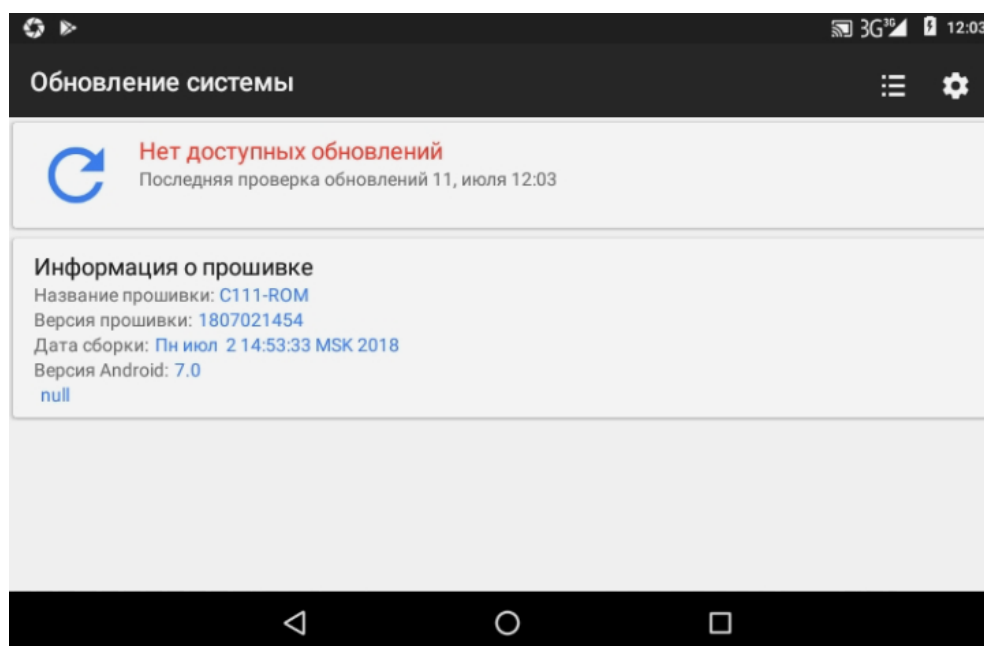 3G 3G 12:03
Обновление системы
Нет доступных обновлений
Последняя проверка обновлений 11, июля 12:03
Информация о прошивке
Название прошивки: C111-ROM
Версия прошивки: 1807021454
Дата сборки: Пн июл 2 14:53:33 MSK 2018
Версия Android: 7.0
null